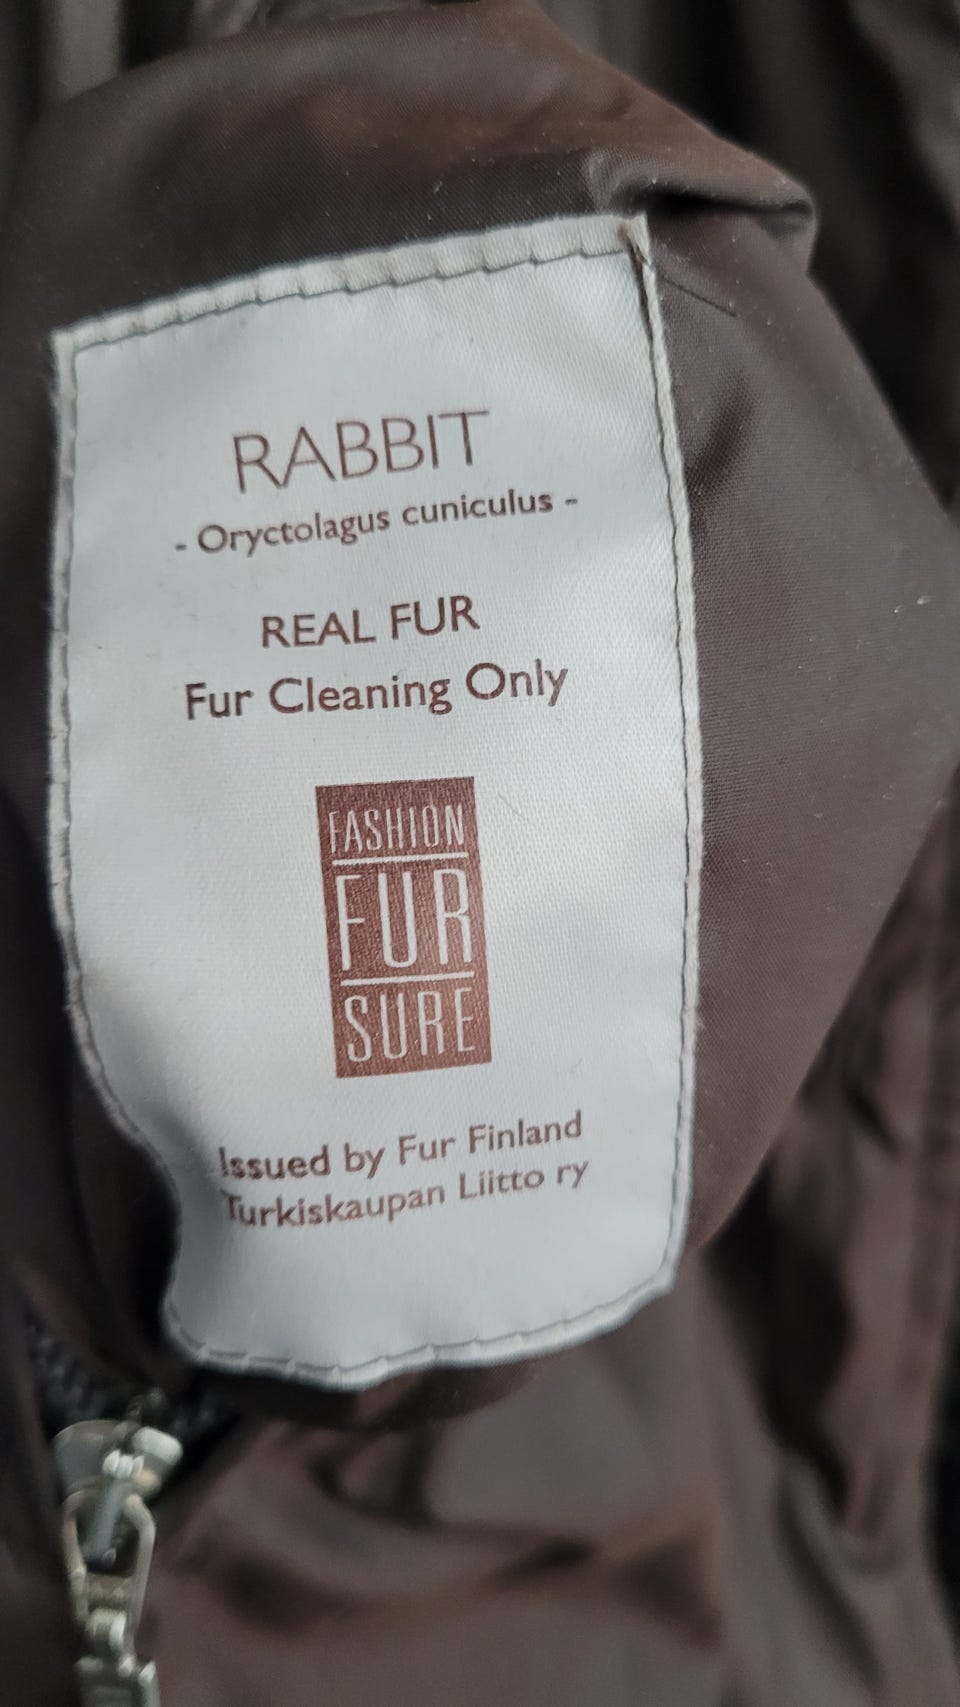 RABBIT
- Oryctolagus cuniculus -
REAL FUR
Fur Cleaning Only
FASHION
FUR
SURE
Issued by Fur Finland
Turkiskaupan Liitto ry